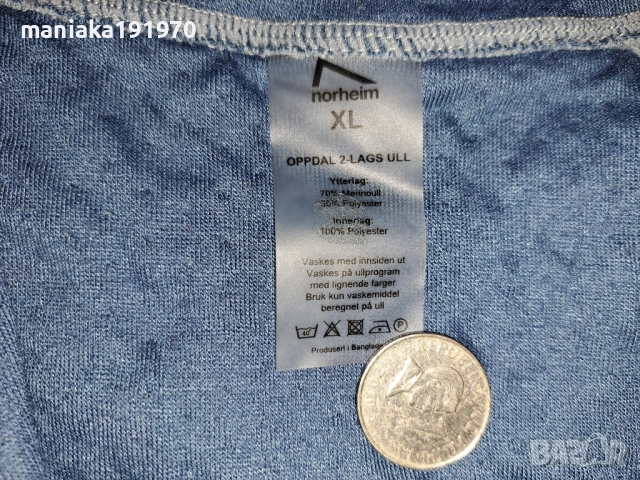 maniaka191970
norheim
XL
OPPDAL 2-LAGS ULL
Ytterlag:
70% Merinoull
30% Polyester
Innerlag:
100% Polyester
Vaskes med innsiden ut
Vaskes på ullprogram
med lignende farger
Bruk kun vaskemiddel
beregnet på ull
40 P
Produsert i Banglade
BAZAR